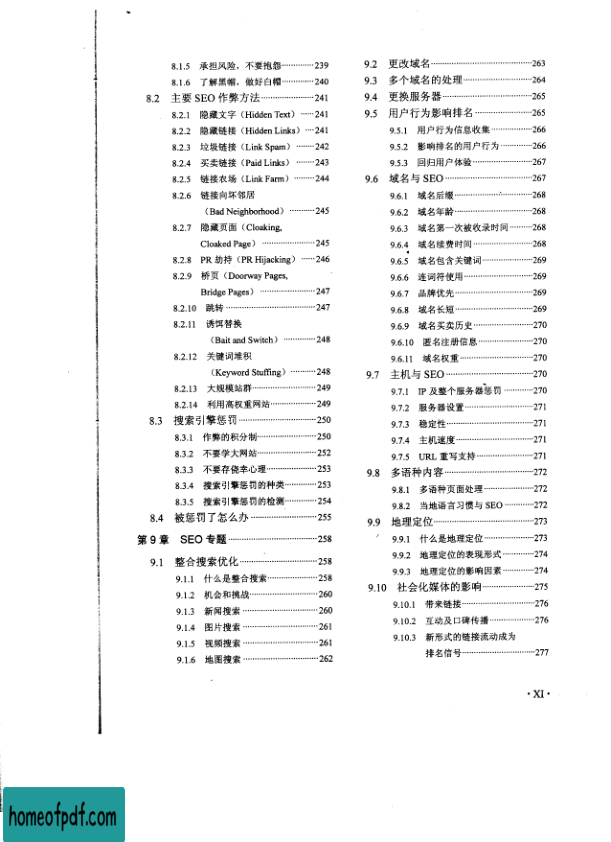 8.1.5 承担风险，不要抱怨 239
8.1.6 了解黑帽，做好白帽 240
8.2 主要 SEO 作弊方法 241
8.2.1 隐藏文字（Hidden Text） 241
8.2.2 隐藏链接（Hidden Links） 241
8.2.3 垃圾链接（Link Spam） 242
8.2.4 买卖链接（Paid Links） 243
8.2.5 链接农场（Link Farm） 244
8.2.6 链接向坏邻居
（Bad Neighborhood） 245
8.2.7 隐藏页面（Cloaking,
Cloaked Page） 245
8.2.8 PR 劫持（PR Hijacking） 246
8.2.9 桥页（Doorway Pages,
Bridge Pages） 247
8.2.10 跳转 247
8.2.11 诱饵替换
（Bait and Switch） 248
8.2.12 关键词堆积
（Keyword Stuffing） 248
8.2.13 大规模站群 249
8.2.14 利用高权重网站 249
8.3 搜索引擎惩罚 250
8.3.1 作弊的积分制 250
8.3.2 不要学大网站 252
8.3.3 不要存侥幸心理 253
8.3.4 搜索引擎惩罚的种类 253
8.3.5 搜索引擎惩罚的检测 254
8.4 被惩罚了怎么办 255
第 9 章 SEO 专题 258
9.1 整合搜索优化 258
9.1.1 什么是整合搜索 258
9.1.2 机会和挑战 260
9.1.3 新闻搜索 260
9.1.4 图片搜索 261
9.1.5 视频搜索 261
9.1.6 地图搜索 262
9.2 更改域名 263
9.3 多个域名的处理 264
9.4 更换服务器 265
9.5 用户行为影响排名 265
9.5.1 用户行为信息收集 266
9.5.2 影响排名的用户行为 266
9.5.3 回归用户体验 267
9.6 域名与 SEO 267
9.6.1 域名后缀 268
9.6.2 域名年龄 268
9.6.3 域名第一次被收录时间 268
9.6.4 域名续费时间 268
9.6.5 域名包含关键词 269
9.6.6 连词符使用 269
9.6.7 品牌优先 269
9.6.8 域名长短 269
9.6.9 域名买卖历史 270
9.6.10 匿名注册信息 270
9.6.11 域名权重 270
9.7 主机与 SEO 270
9.7.1 IP 及整个服务器惩罚 270
9.7.2 服务器设置 271
9.7.3 稳定性 271
9.7.4 主机速度 271
9.7.5 URL 重写支持 271
9.8 多语种内容 272
9.8.1 多语种页面处理 272
9.8.2 当地语言习惯与 SEO 272
9.9 地理定位 273
9.9.1 什么是地理定位 273
9.9.2 地理定位的表现形式 274
9.9.3 地理定位的影响因素 274
9.10 社会化媒体的影响 275
9.10.1 带来链接 276
9.10.2 互动及口碑传播 276
9.10.3 新形式的链接流动成为
排名信号 277
· XI ·
homeofpdf.com